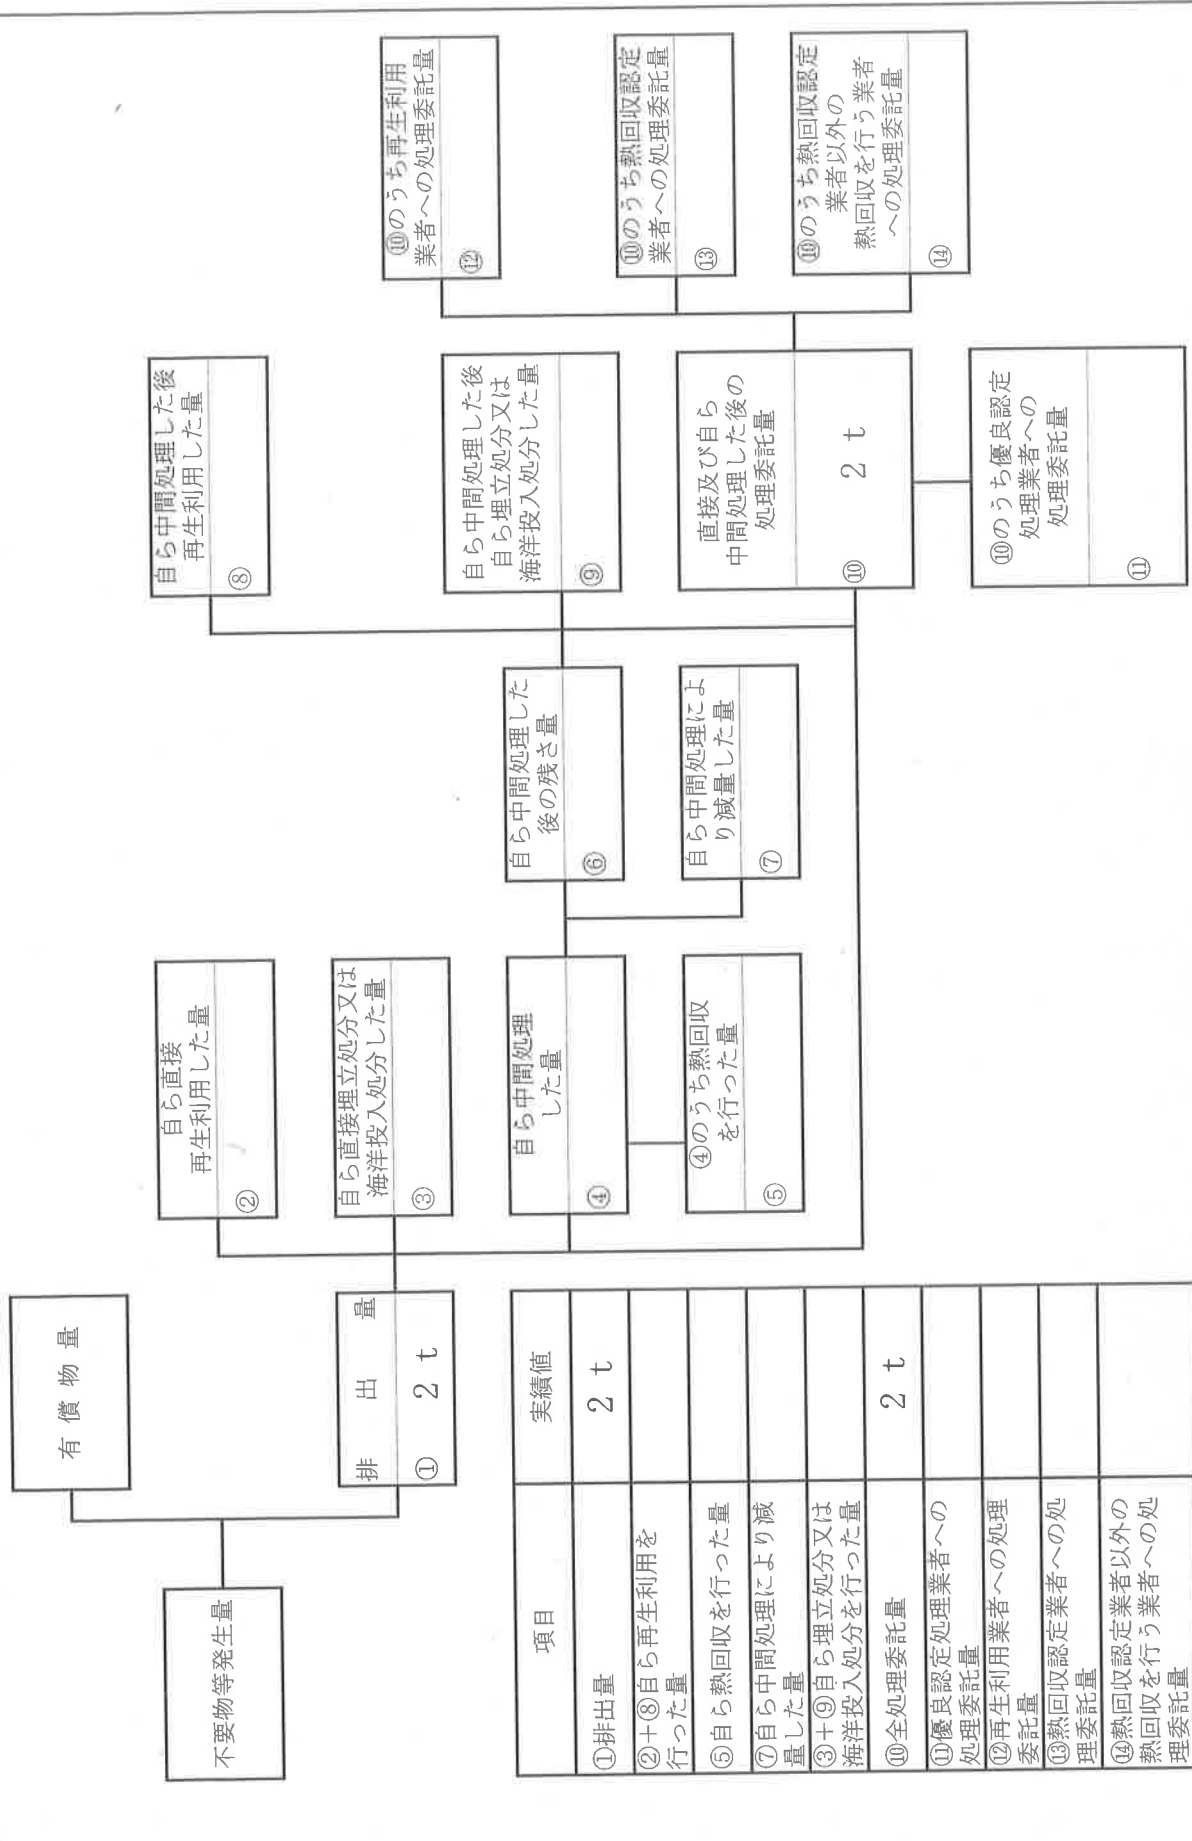 不要物等発生量
有償物量
排出量
① 2 t
自ら直接
再生利用した量
②
自ら直接埋立処分又は
海洋投入処分した量
③
自ら中間処理
した量
④
④のうち熱回収
を行った量
⑤
自ら中間処理した
後の残さ量
⑥
自ら中間処理によ
り減量した量
⑦
自ら中間処理した後
再生利用した量
⑧
自ら中間処理した後
自ら埋立処分又は
海洋投入処分した量
⑨
直接及び自ら
中間処理した後の
処理委託量
⑩ 2 t
⑩のうち優良認定
処理業者への
処理委託量
⑪
⑩のうち再生利用
業者への処理委託量
⑫
⑩のうち熱回収認定
業者への処理委託量
⑬
⑩のうち熱回収認定
業者以外の
熱回収を行う業者
への処理委託量
⑭
項目 実績値
①排出量 2 t
②+⑧自ら再生利用を
行った量
⑤自ら熱回収を行った量
⑦自ら中間処理により減
量した量
③+⑨自ら埋立処分又は
海洋投入処分を行った量
⑩全処理委託量 2 t
⑪優良認定処理業者への
処理委託量
⑫再生利用業者への処理
委託量
⑬熱回収認定業者への処
理委託量
⑭熱回収認定業者以外の
熱回収を行う業者への処
理委託量